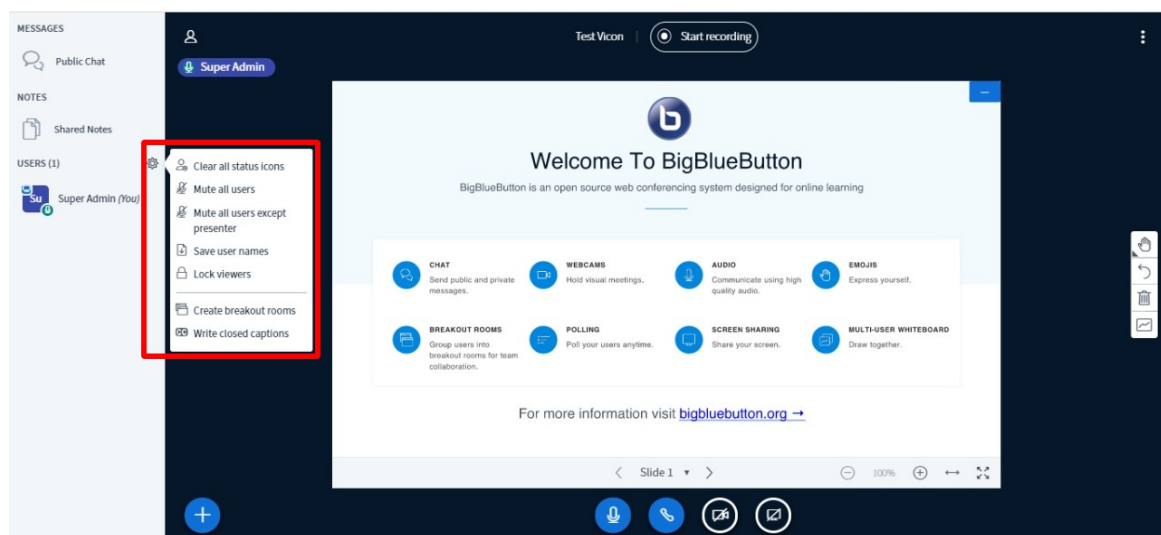 MESSAGES
Public Chat
NOTES
Shared Notes
USERS (1)
Su
Super Admin (You)
Test Vicon
Start recording
Super Admin
Clear all status icons
Mute all users
Mute all users except
presenter
Save user names
Lock viewers
Create breakout rooms
Write closed captions
b
Welcome To BigBlueButton
BigBlueButton is an open source web conferencing system designed for online learning
CHAT
Send public and private
messages.
WEBCAMS
Hold visual meetings.
AUDIO
Communicate using high
quality audio.
EMOJIS
Express yourself.
BREAKOUT ROOMS
Group users into
breakout rooms for team
collaboration.
POLLING
Poll your users anytime.
SCREEN SHARING
Share your screen.
MULTI-USER WHITEBOARD
Draw together.
For more information visit bigbluebutton.org →
Slide 1
100%